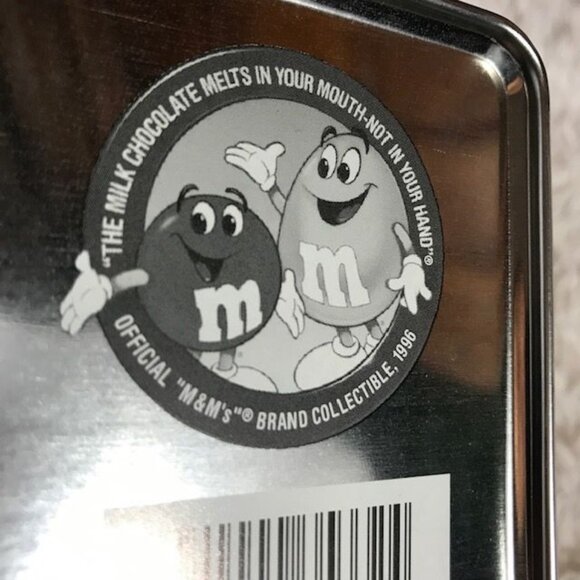 "THE MILK CHOCOLATE MELTS IN YOUR MOUTH-NOT IN YOUR HAND"®
m
m
OFFICIAL "M&M's"® BRAND COLLECTIBLE, 1996